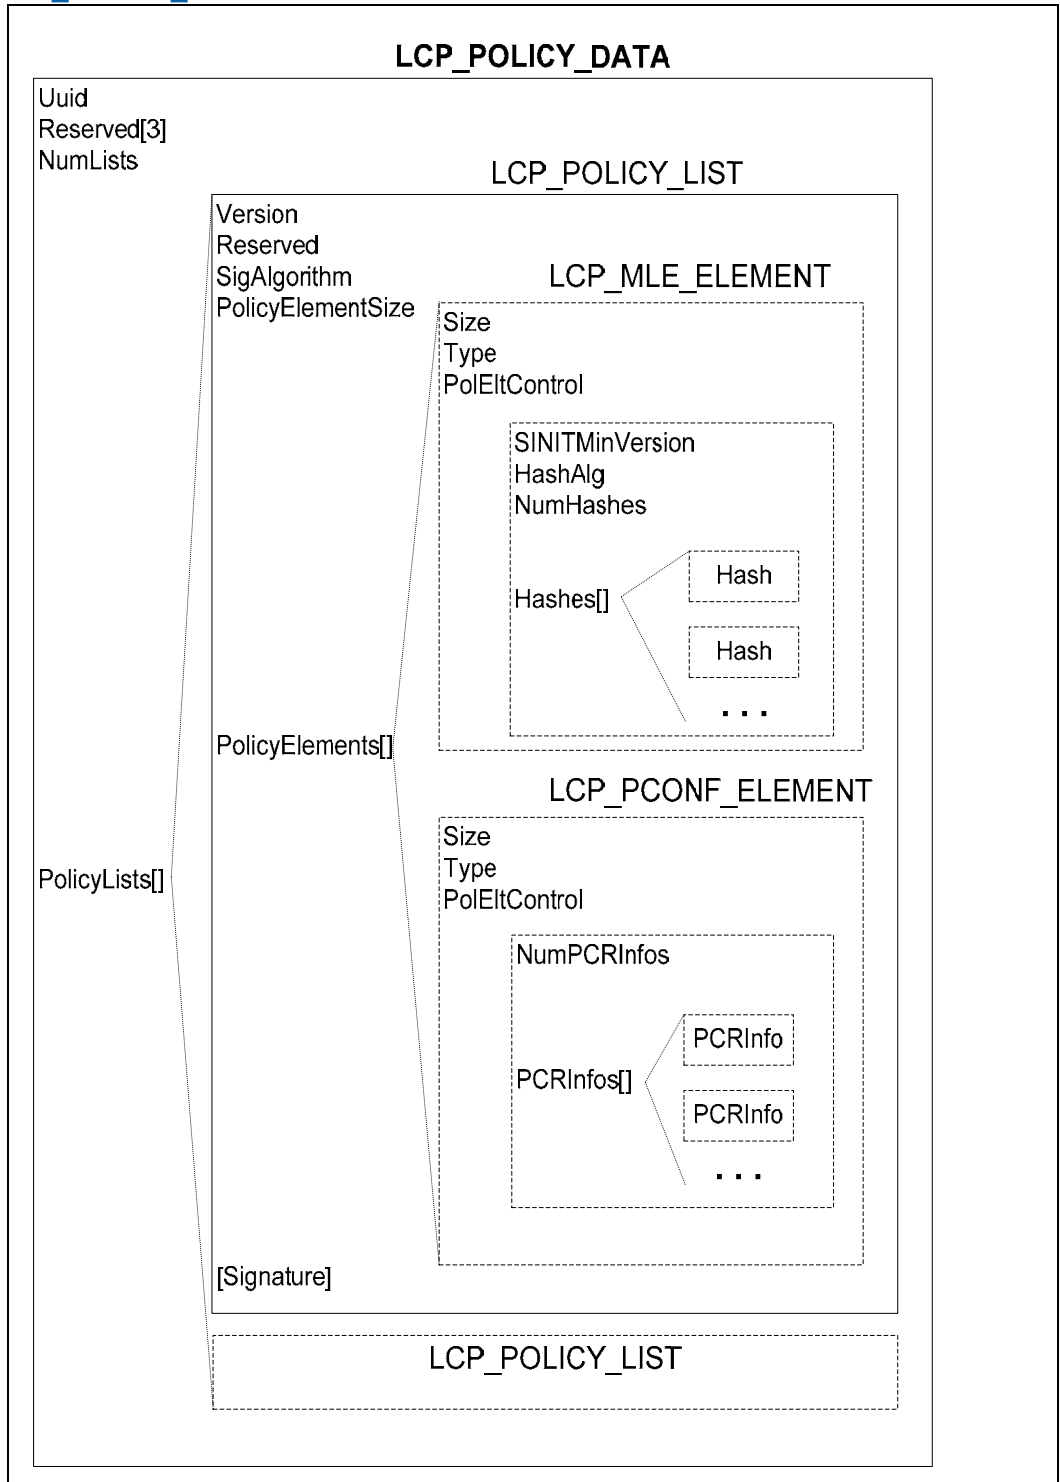 LCP_POLICY_DATA
Uuid
Reserved[3]
NumLists
LCP_POLICY_LIST
Version
Reserved
SigAlgorithm
PolicyElementSize
LCP_MLE_ELEMENT
Size
Type
PolEltControl
SINITMinVersion
HashAlg
NumHashes
Hashes[]
Hash
Hash
. . .
PolicyElements[]
LCP_PCONF_ELEMENT
Size
Type
PolEltControl
PolicyLists[]
NumPCRInfos
PCRInfos[]
PCRInfo
PCRInfo
. . .
[Signature]
LCP_POLICY_LIST